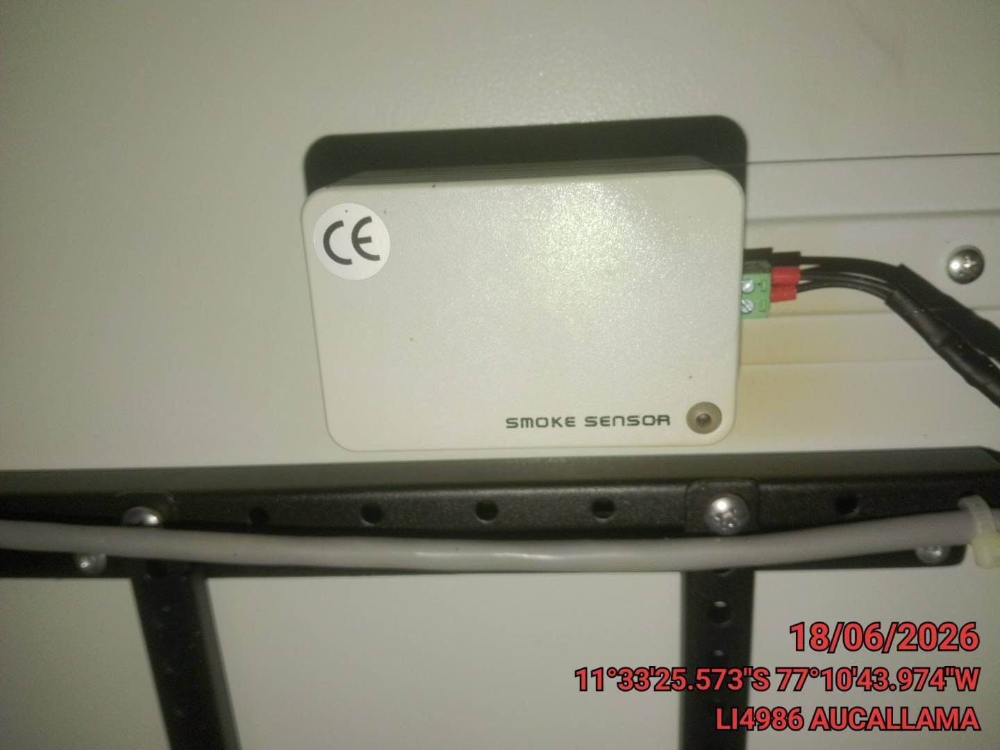 CE
SMOKE SENSOR
18/06/2026
11°33'25.573"S 77°10'43.974"W
LI4986 AUCALLAMA